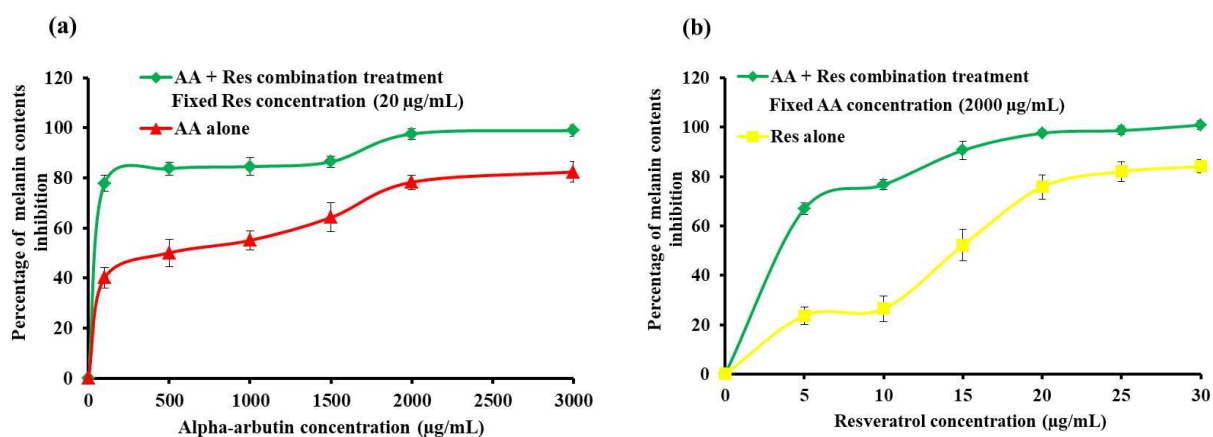 (a)
AA + Res combination treatment
Fixed Res concentration (20 µg/mL)
AA alone
Percentage of melanin contents
inhibition
120
100
80
60
40
20
0
0 500 1000 1500 2000 2500 3000
Alpha-arbutin concentration (µg/mL)
(b)
AA + Res combination treatment
Fixed AA concentration (2000 µg/mL)
Res alone
Percentage of melanin contents
inhibition
120
100
80
60
40
20
0
0 5 10 15 20 25 30
Resveratrol concentration (µg/mL)